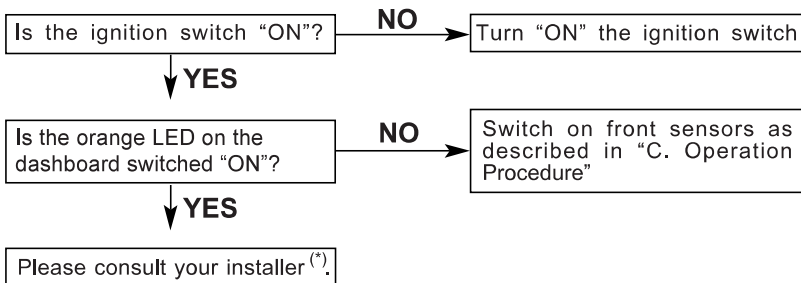 Is the ignition switch “ON”?
NO
Turn “ON” the ignition switch
YES
Is the orange LED on the
dashboard switched “ON”?
NO
Switch on front sensors as
described in “C. Operation
Procedure”
YES
Please consult your installer (*).